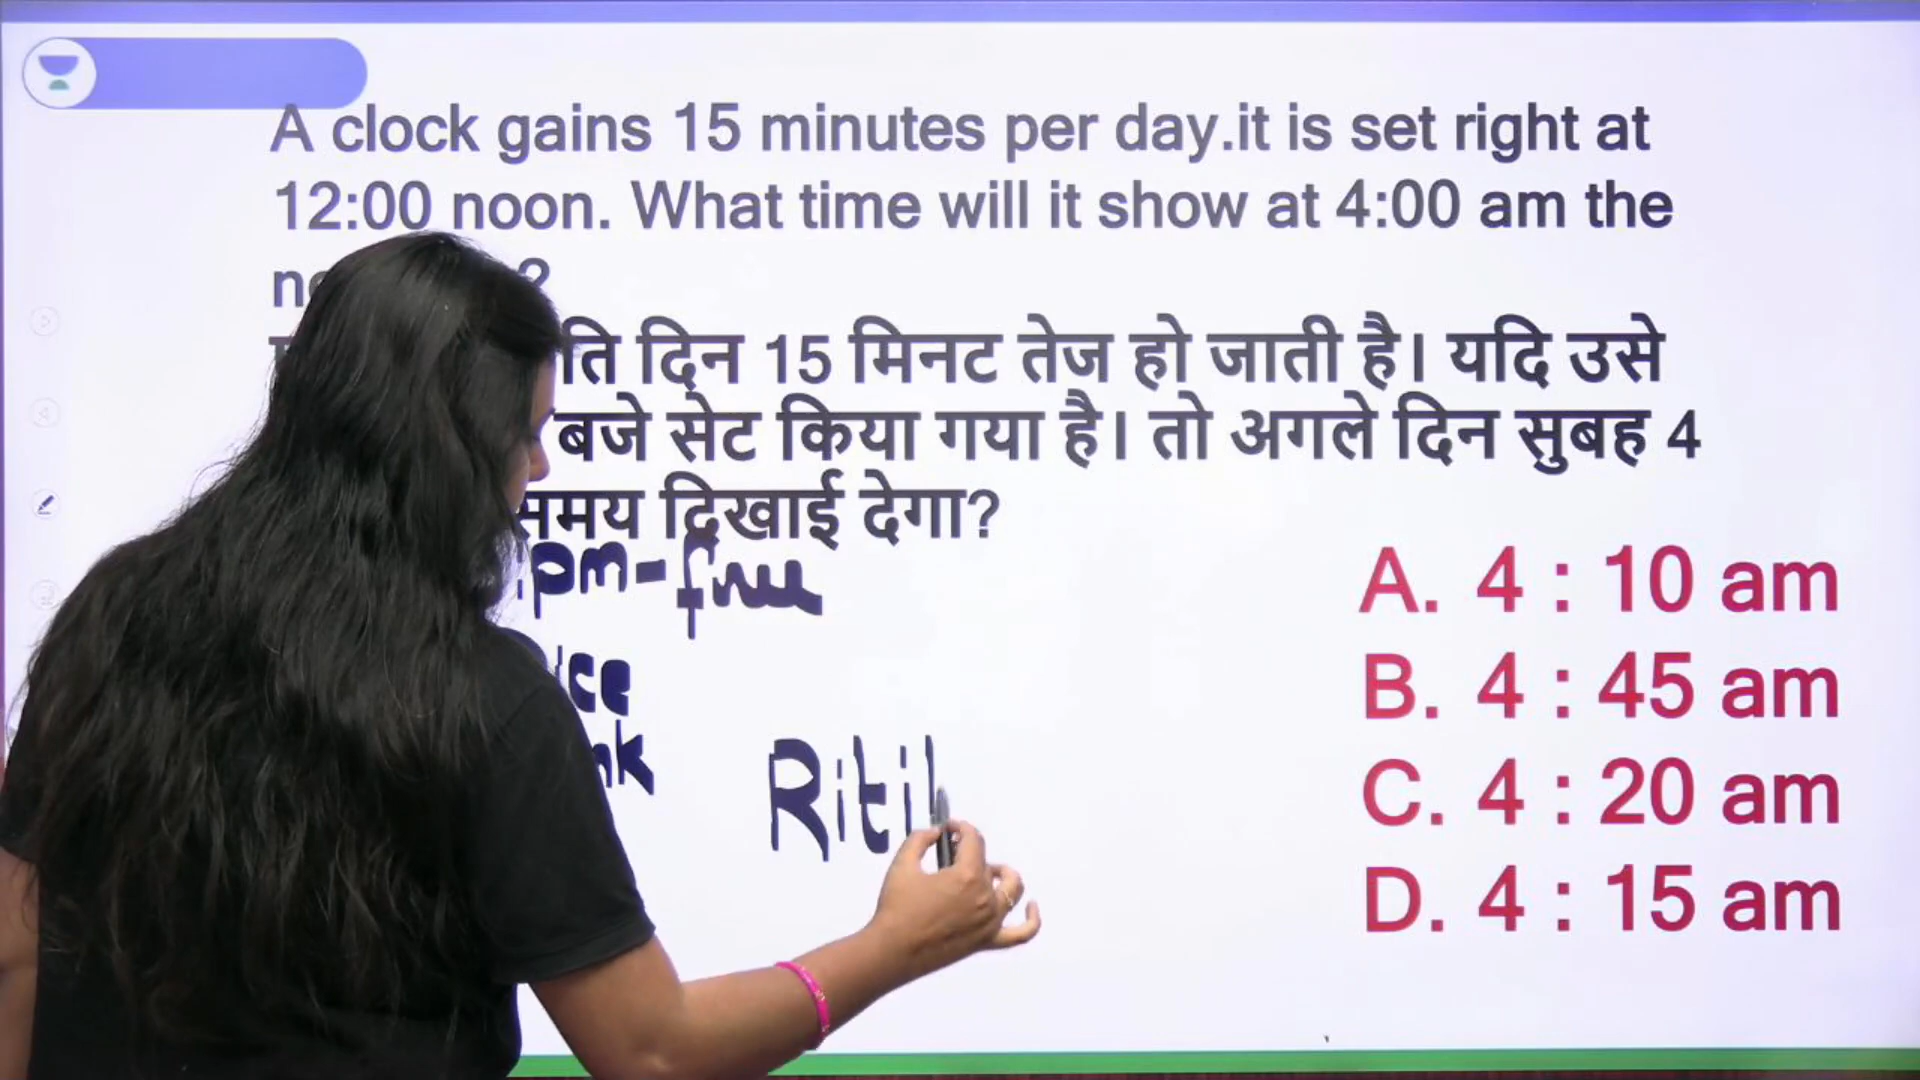 A clock gains 15 minutes per day.it is set right at
12:00 noon. What time will it show at 4:00 am the
दिन 15 मिनट तेज हो जाती है। यदि उसे
बजे सेट किया गया है। तो अगले दिन सुबह 4
समय दिखाई देगा?
pm-free
Riti
A. 4 : 10 am
B. 4 : 45 am
C. 4 : 20 am
D. 4 : 15 am